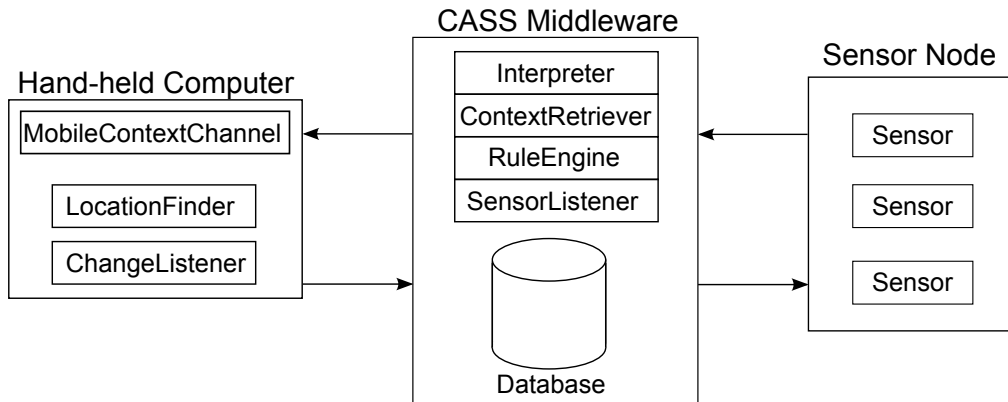 Hand-held Computer
MobileContextChannel
LocationFinder
ChangeListener
CASS Middleware
Interpreter
ContextRetriever
RuleEngine
SensorListener
Database
Sensor Node
Sensor
Sensor
Sensor